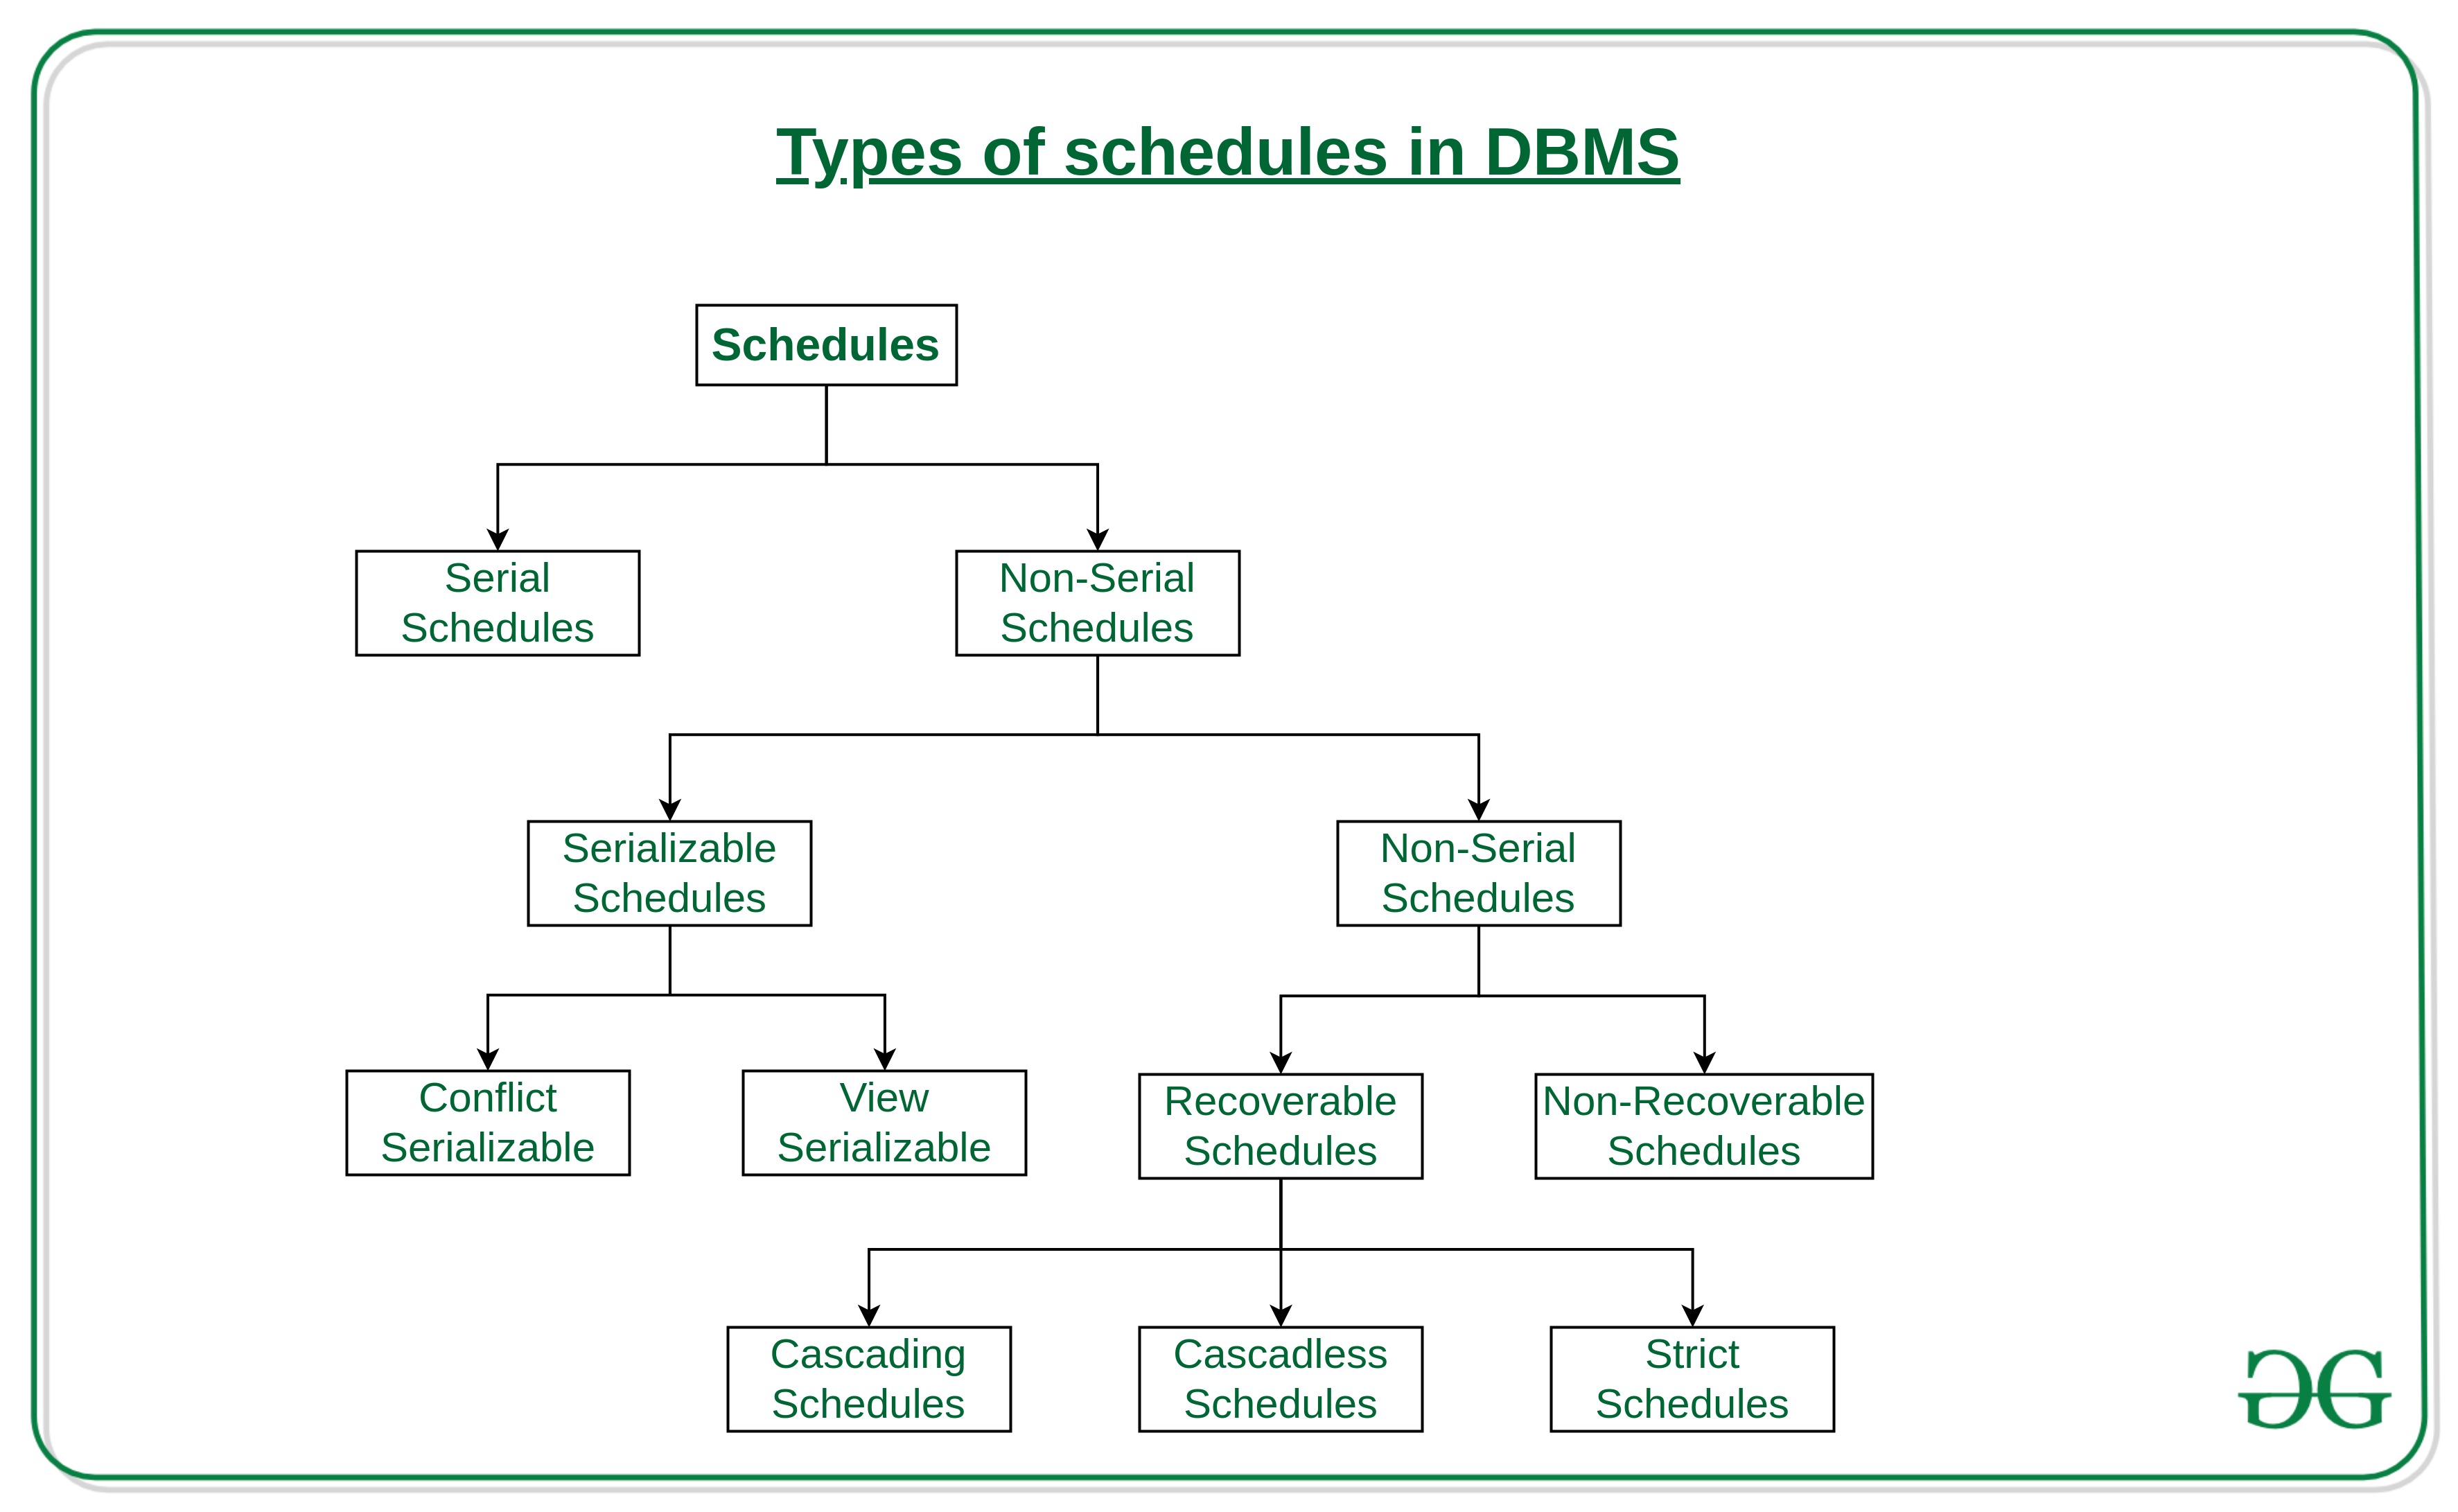 Types of schedules in DBMS
Schedules
Serial
Schedules
Non-Serial
Schedules
Serializable
Schedules
Non-Serial
Schedules
Conflict
Serializable
View
Serializable
Recoverable
Schedules
Non-Recoverable
Schedules
Cascading
Schedules
Cascadless
Schedules
Strict
Schedules